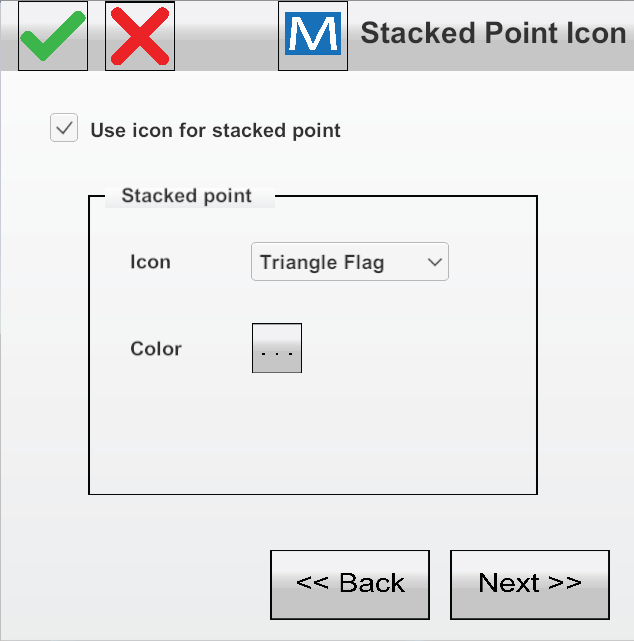 M
Stacked Point Icon
Use icon for stacked point
Stacked point
Icon
Triangle Flag
Color
...
<< Back
Next >>